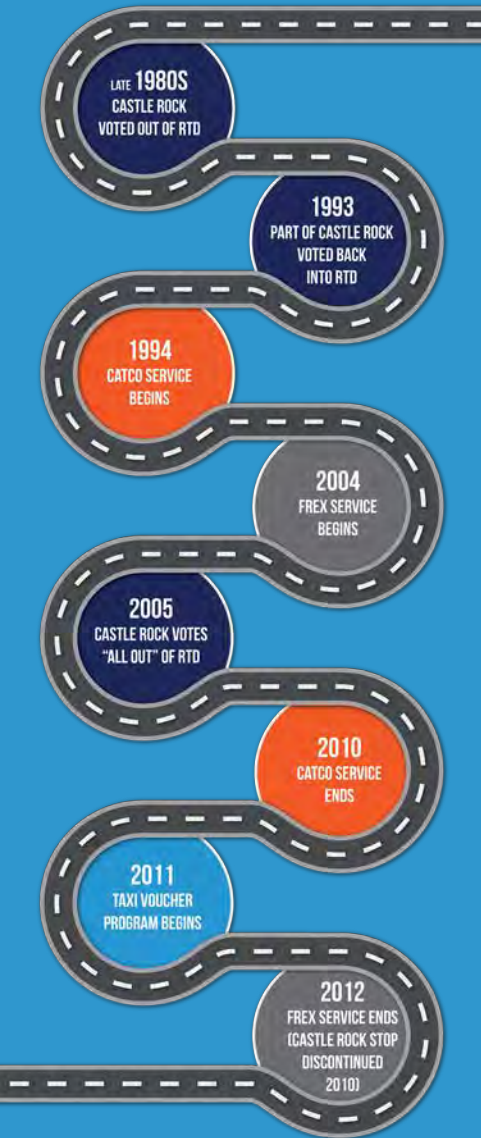 LATE 1980S
CASTLE ROCK
VOTED OUT OF RTD
1993
PART OF CASTLE ROCK
VOTED BACK
INTO RTD
1994
CATCO SERVICE
BEGINS
2004
FREX SERVICE
BEGINS
2005
CASTLE ROCK VOTES
“ALL OUT” OF RTD
2010
CATCO SERVICE
ENDS
2011
TAXI VOUCHER
PROGRAM BEGINS
2012
FREX SERVICE ENDS
(CASTLE ROCK STOP
DISCONTINUED
2010)